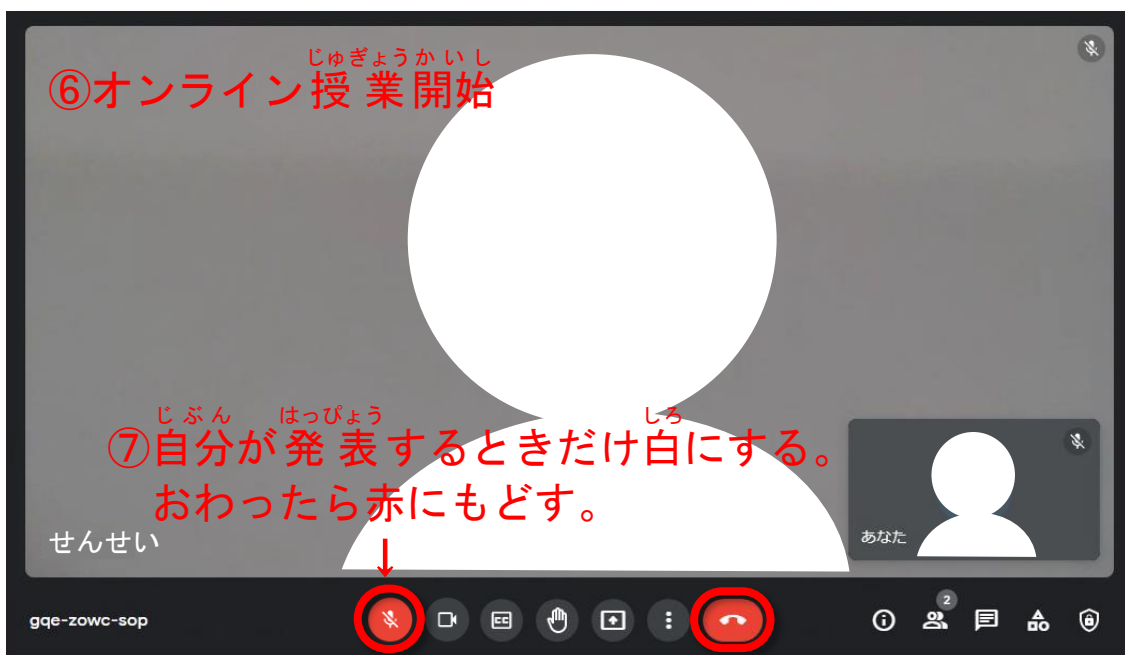 じゅぎょうかいし
⑥オンライン授業開始
じぶん はっぴょう しろ
⑦自分が発表するときだけ白にする。
おわったら赤にもどす。
↓
せんせい
あなた
gqe-zowc-sop
CC
2